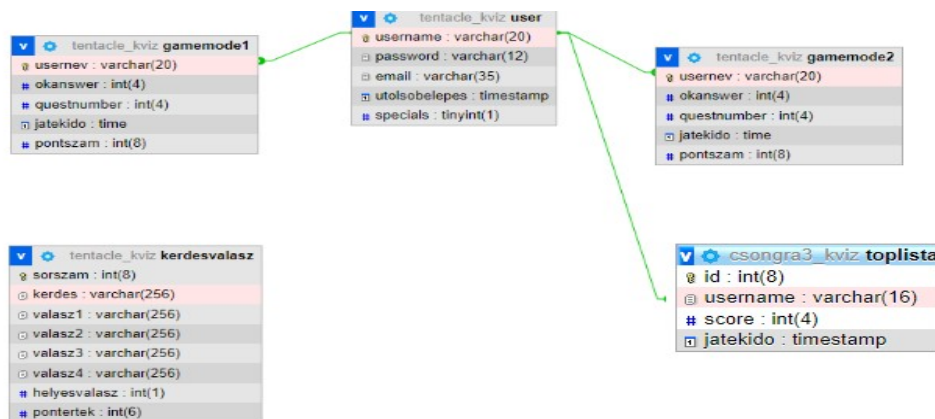 tentacle_kviz gamemode1
usernev : varchar(20)
okanswer : int(4)
questnumber : int(4)
jatekido : time
pontszam : int(8)
tentacle_kviz user
username : varchar(20)
password : varchar(12)
email : varchar(35)
utolsobelepes : timestamp
specials : tinyint(1)
tentacle_kviz gamemode2
usernev : varchar(20)
okanswer : int(4)
questnumber : int(4)
jatekido : time
pontszam : int(8)
tentacle_kviz kerdesvalasz
sorszam : int(8)
kerdes : varchar(256)
valasz1 : varchar(256)
valasz2 : varchar(256)
valasz3 : varchar(256)
valasz4 : varchar(256)
helyesvalasz : int(1)
pontertek : int(6)
csongra3_kviz toplista
id : int(8)
username : varchar(16)
score : int(4)
jatekido : timestamp